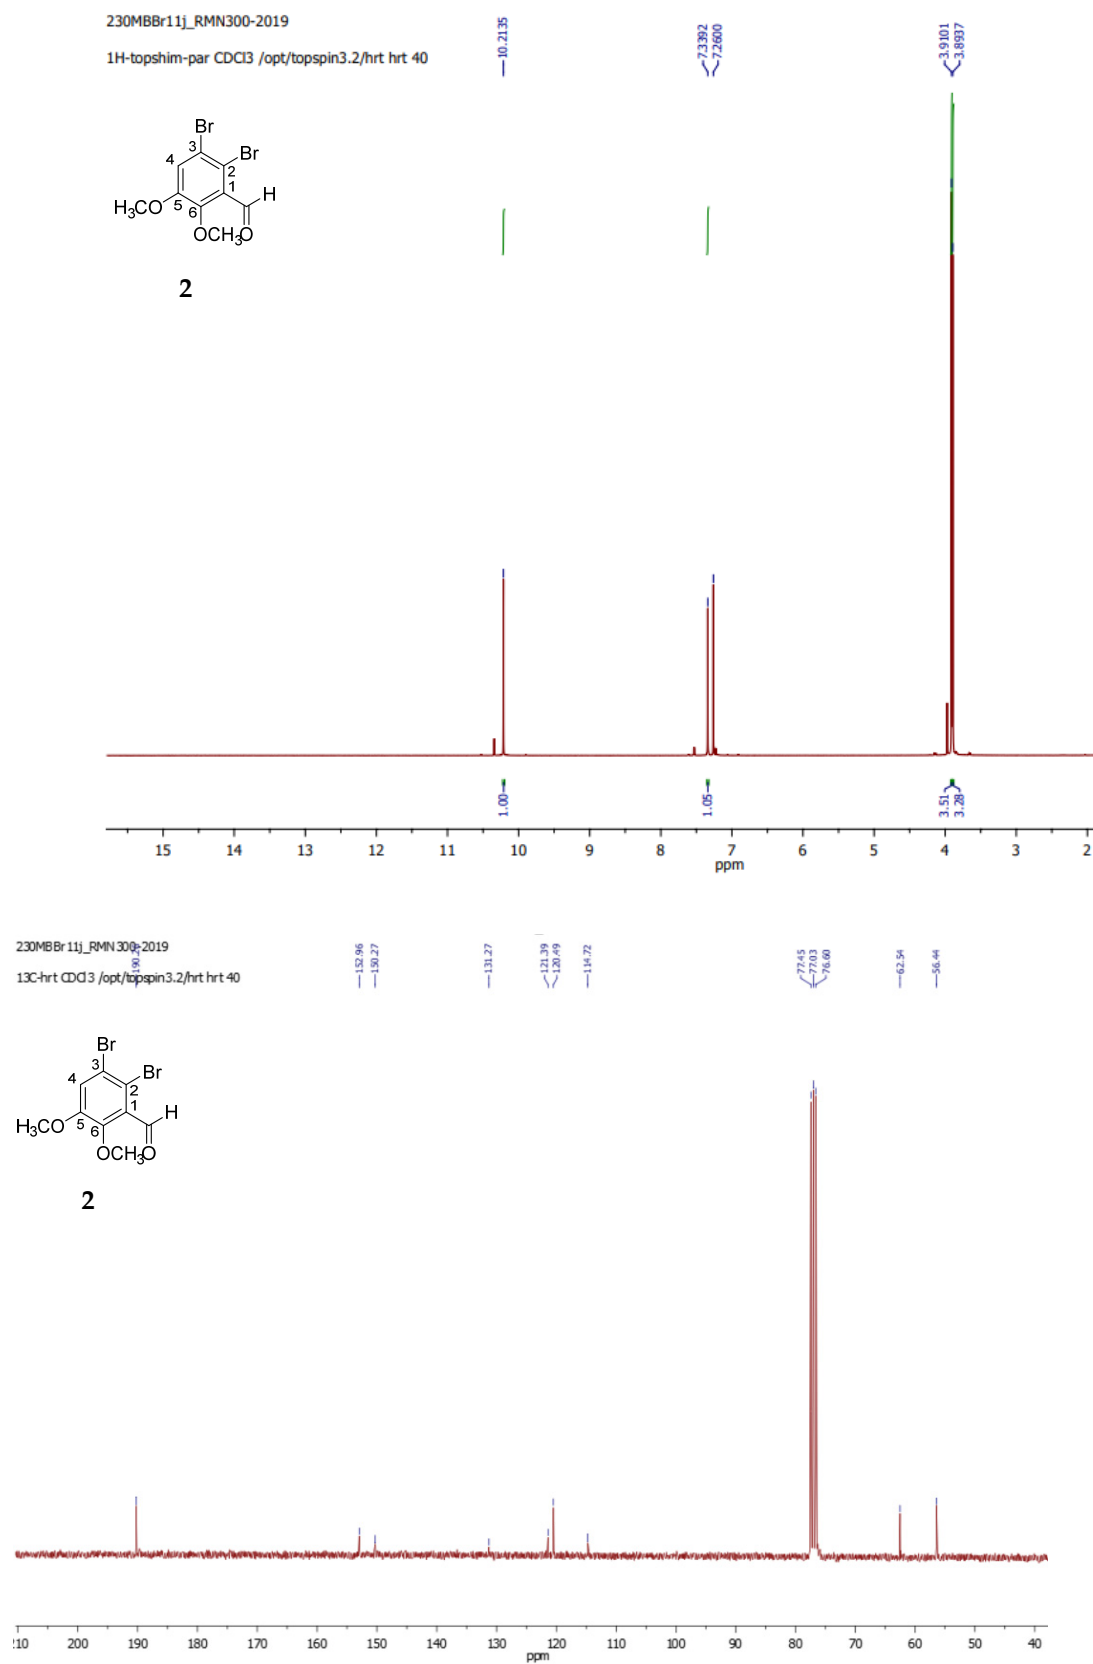 230MBBr11j_RMN300-2019
1H-topshim-par CDCl3 /opt/topspin3.2/hrt hrt 40
10.2135
7.3392
7.2600
3.9101
3.8937
Br
3
4
Br
2
1
H
H₃CO
5
6
OCH₃
O
2
1.00
1.05
3.51
3.28
15 14 13 12 11 10 9 8 7 6 5 4 3 2
ppm
230MBBr11j_RMN300-2019
13C-hrt CDCl3 /opt/topspin3.2/hrt hrt 40
152.96
150.27
131.27
121.39
120.49
114.72
77.45
77.03
76.60
62.54
56.44
Br
3
4
Br
2
1
H
H₃CO
5
6
OCH₃
O
2
210 200 190 180 170 160 150 140 130 120 110 100 90 80 70 60 50 40
ppm